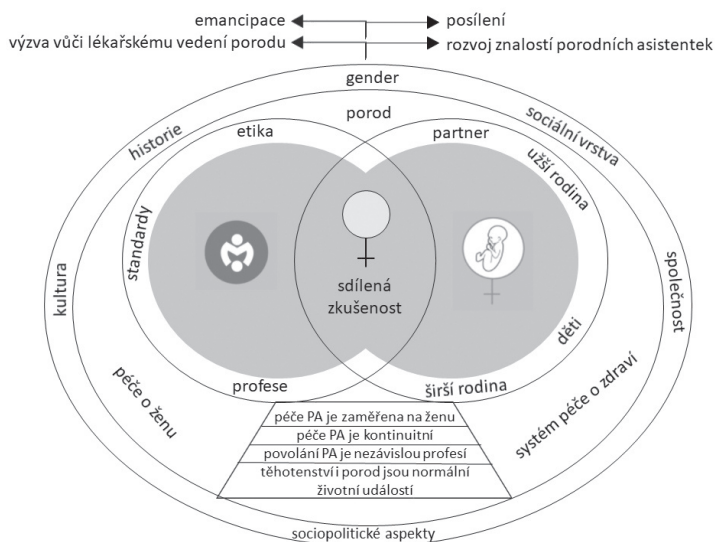 emancipace
posílení
výzva vůči lékařskému vedení porodu
rozvoj znalostí porodních asistentek
gender
historie
porod
sociální vrstva
etika
partner
užší rodina
standardy
kultura
společnost
sdílená
zkušenost
děti
profese
širší rodina
péče o ženu
systém péče o zdraví
péče PA je zaměřena na ženu
péče PA je kontinuitní
povolání PA je nezávislou profesí
těhotenství i porod jsou normální
životní událostí
sociopolitické aspekty